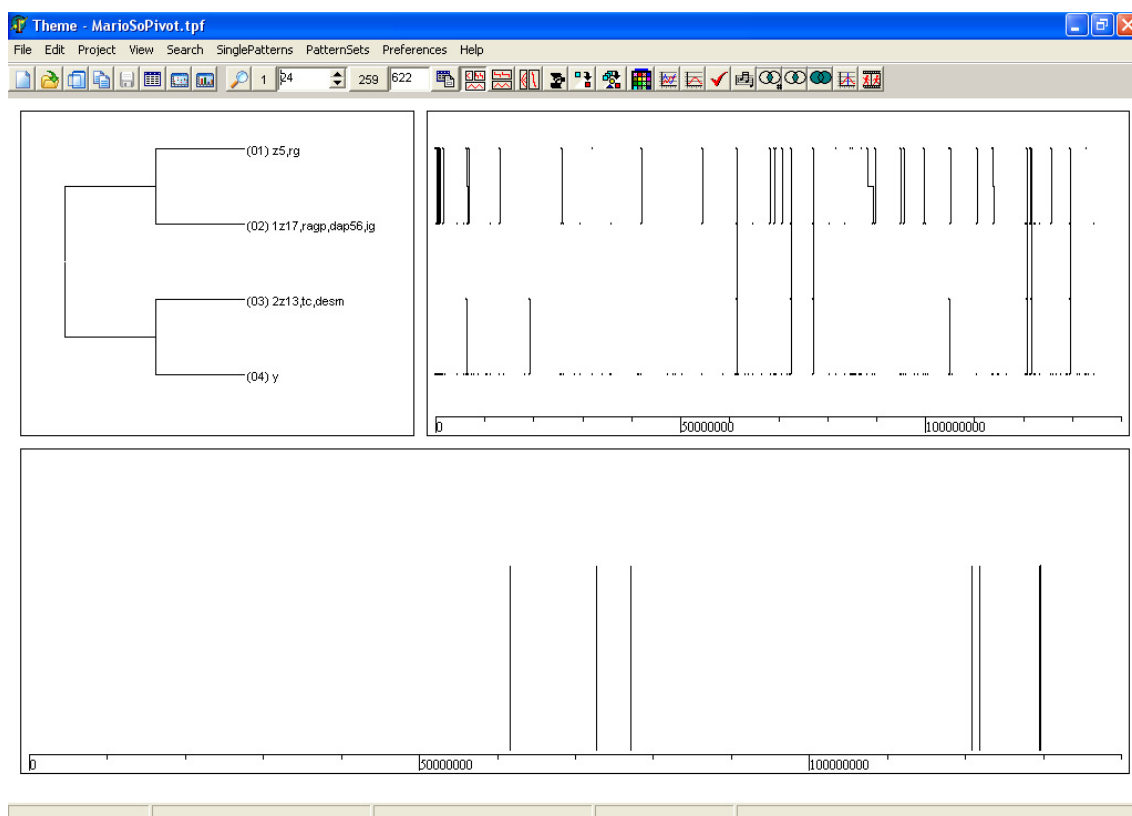 Theme - MarioSoPivot.tpf
File Edit Project View Search SinglePatterns PatternSets Preferences Help
1 24 259 622
(01) z5,rg
(02) 1z17,ragp,dap56,ig
(03) 2z13,tc,desm
(04) y
0 50000000 100000000
0 50000000 100000000